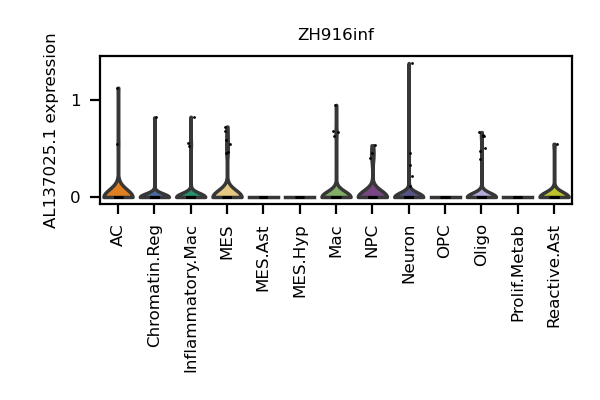 ZH916inf
AL137025.1 expression
1
0
AC
Chromatin.Reg
Inflammatory.Mac
MES
MES.Ast
MES.Hyp
Mac
NPC
Neuron
OPC
Oligo
Prolif.Metab
Reactive.Ast